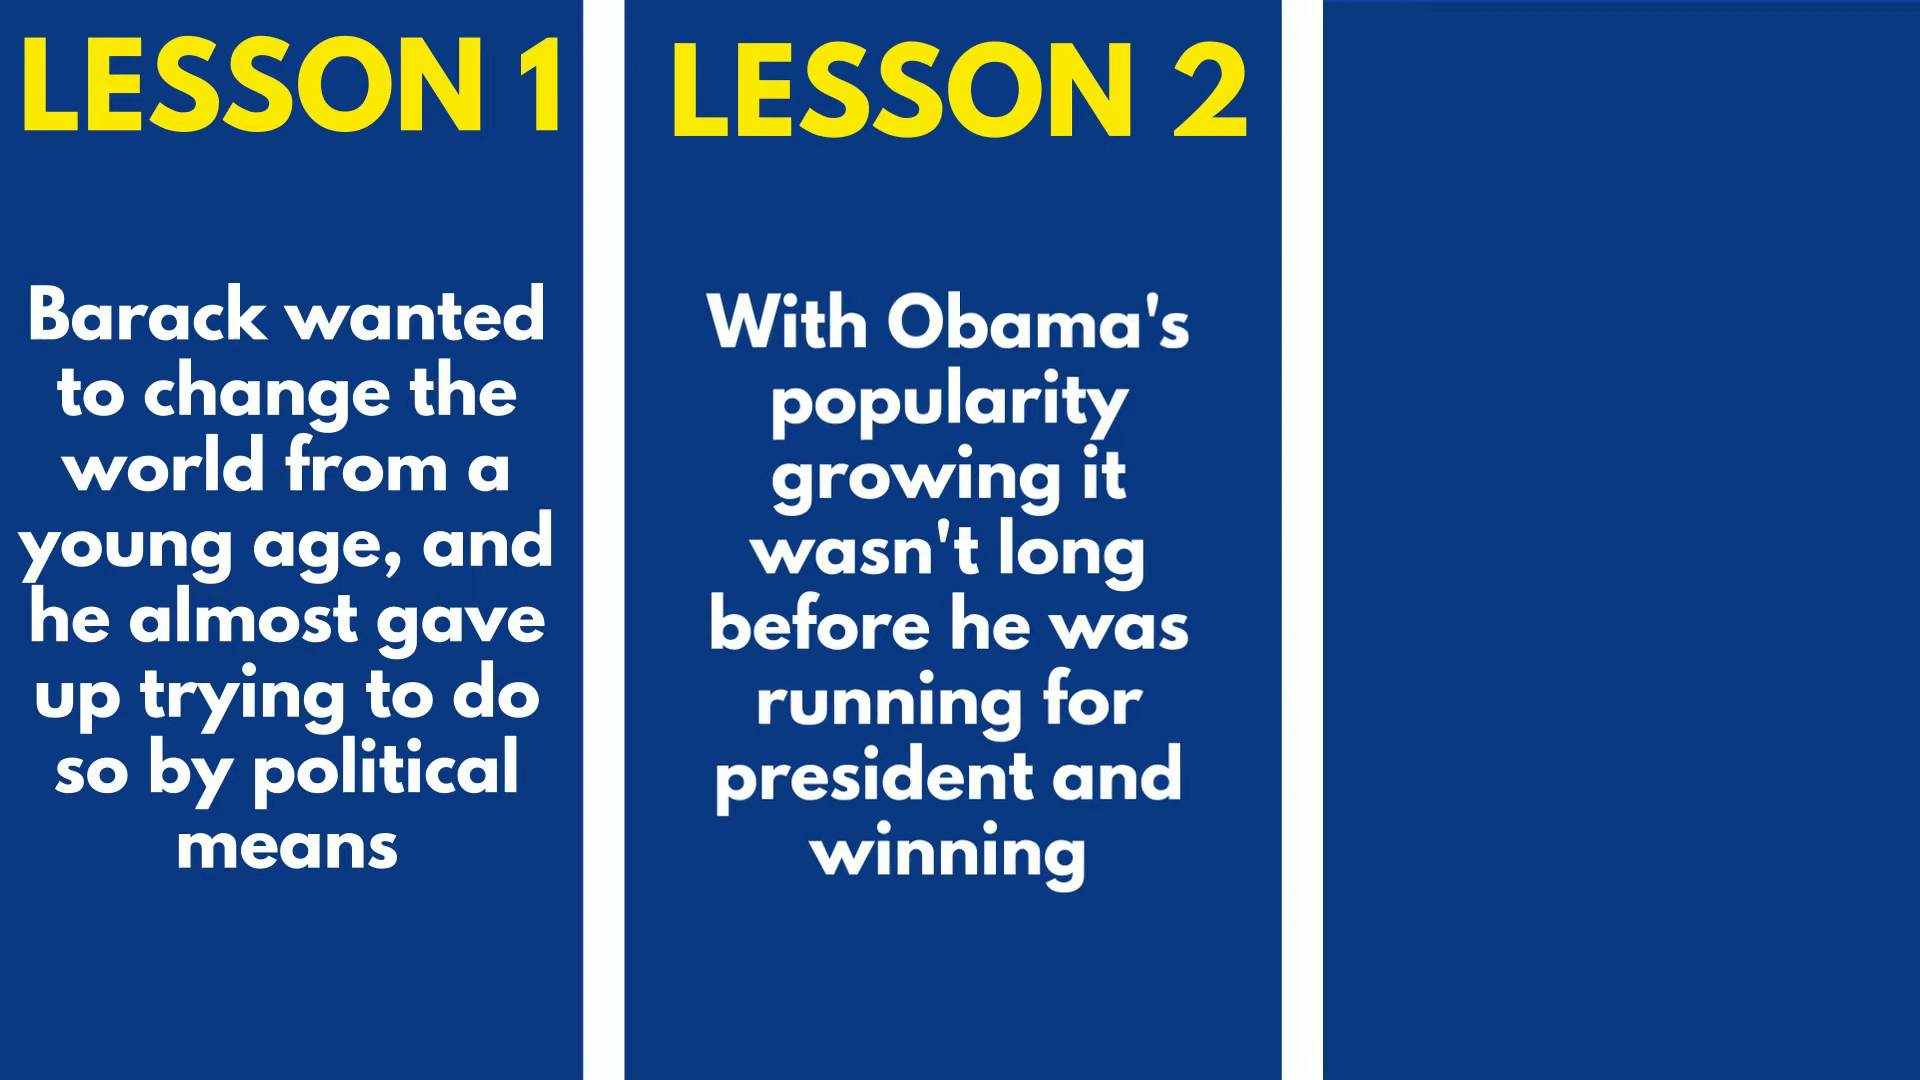 LESSON 1
Barack wanted
to change the
world from a
young age, and
he almost gave
up trying to do
so by political
means
LESSON 2
With Obama's
popularity
growing it
wasn't long
before he was
running for
president and
winning